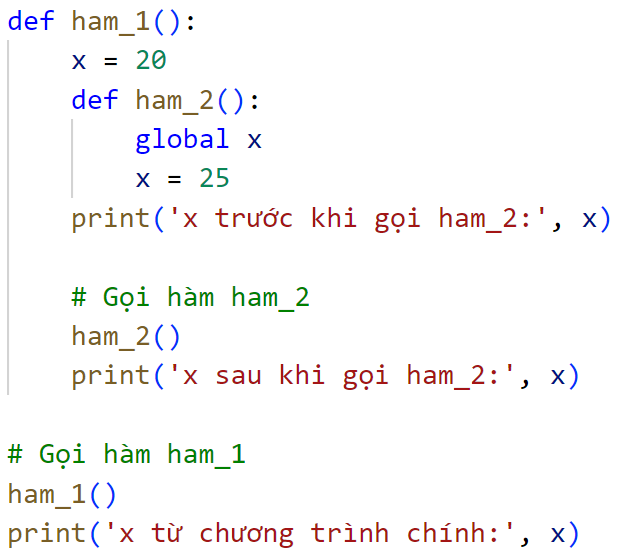 def ham_1():
    x = 20
    def ham_2():
        global x
        x = 25
    print('x trước khi gọi ham_2:', x)
    # Gọi hàm ham_2
    ham_2()
    print('x sau khi gọi ham_2:', x)
# Gọi hàm ham_1
ham_1()
print('x từ chương trình chính:', x)